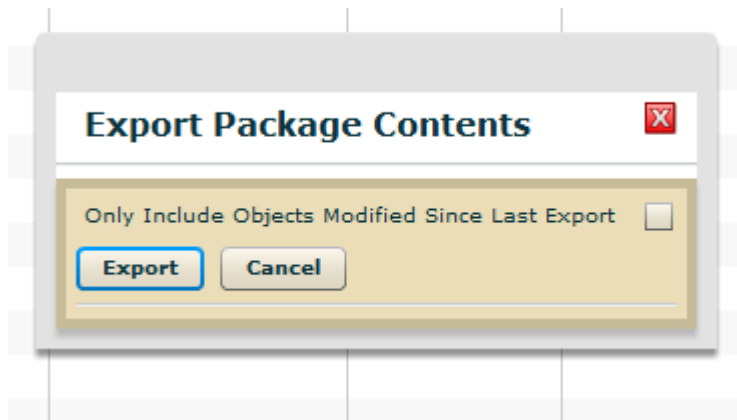 Export Package Contents
Only Include Objects Modified Since Last Export
Export Cancel